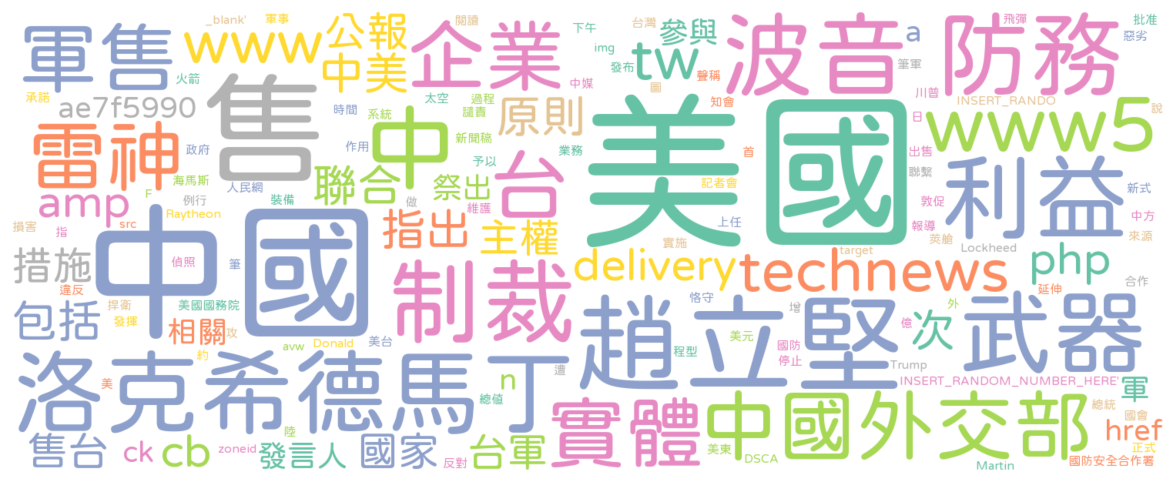 _blank' 軍事 公報 閱讀 下午 台灣 飛彈 批准
軍售 www 企業 img 參與 波音 a 防務 惡劣
火箭 中美 中媒 發布 tw 聲稱 筆軍
承諾 ae7f5990 售 太空 過程 原則 圖 知會 川普 INSERT_RANDO 說
雷神 時間 系統 譴責 中 新聞稿 美國 日 www5
政府 作用 業務 首 出售
海馬斯 人民網 聯合 予以 台 記者會 聯繫 利益
amp F 例行 裝備 做 祭出 維護 敦促 新式
損害 指 src Raytheon 指出 主權 上任 報導 英艙 中方
中國 偵照 筆 實施 target Lockheed 來源
措施 違反 制裁 delivery technews php
捍衛 美國國務院 恪守 延伸 合作
包括 發揮 相關 攻 趙立堅 增 外 武器
約 avw Donald 美台 程型 美元 億 次
洛克希德馬丁 遭 國防 停止 Trump
美 n 總值 INSERT_RANDOM_NUMBER_HERE' 軍
實體 中國外交部 總統 國會
售台 ck cb zoneid 陸 發言人 國家 反對 台軍 美東 DSCA Martin href 正式
國防安全合作署